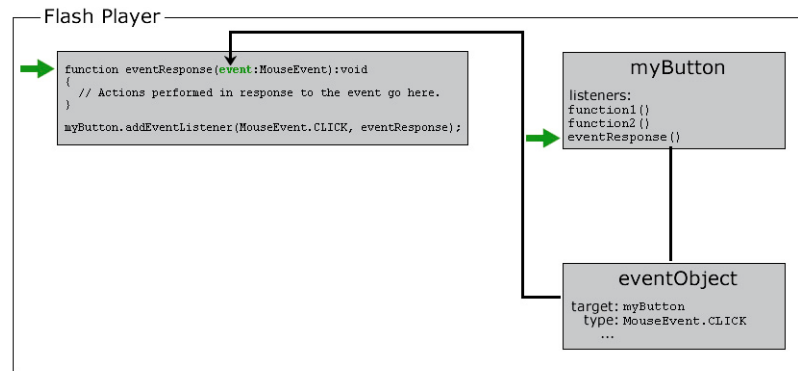 Flash Player
function eventResponse(event:MouseEvent):void
{
// Actions performed in response to the event go here.
}
myButton.addEventListener(MouseEvent.CLICK, eventResponse);
myButton
listeners:
function1()
function2()
eventResponse()
eventObject
target: myButton
type: MouseEvent.CLICK
...